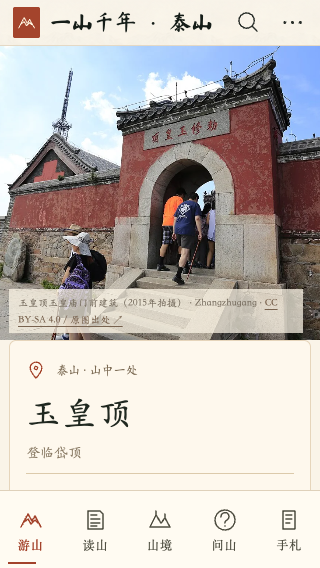 一山千年 · 泰山
敕修玉皇頂
玉皇顶玉皇庙门前建筑（2015年拍摄） · Zhangzhugang · CC
BY-SA 4.0 / 原图出处 ↗
泰山 · 山中一处
玉皇顶
登临岱顶
游山
读山
山境
问山
手札